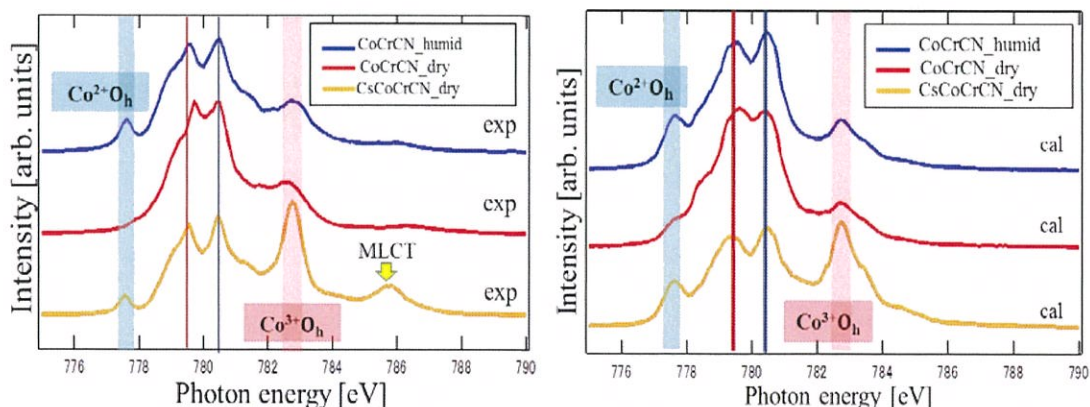 Intensity [arb. units]
CoCrCN_humid
CoCrCN_dry
CsCoCrCN_dry
Co²⁺Oₕ
exp
exp
MLCT
exp
Co³⁺Oₕ
776 778 780 782 784 786 788 790
Photon energy [eV]
Intensity [arb. units]
CoCrCN_humid
CoCrCN_dry
CsCoCrCN_dry
Co²⁺Oₕ
cal
cal
Co³⁺Oₕ
cal
776 778 780 782 784 786 788 790
Photon energy [eV]